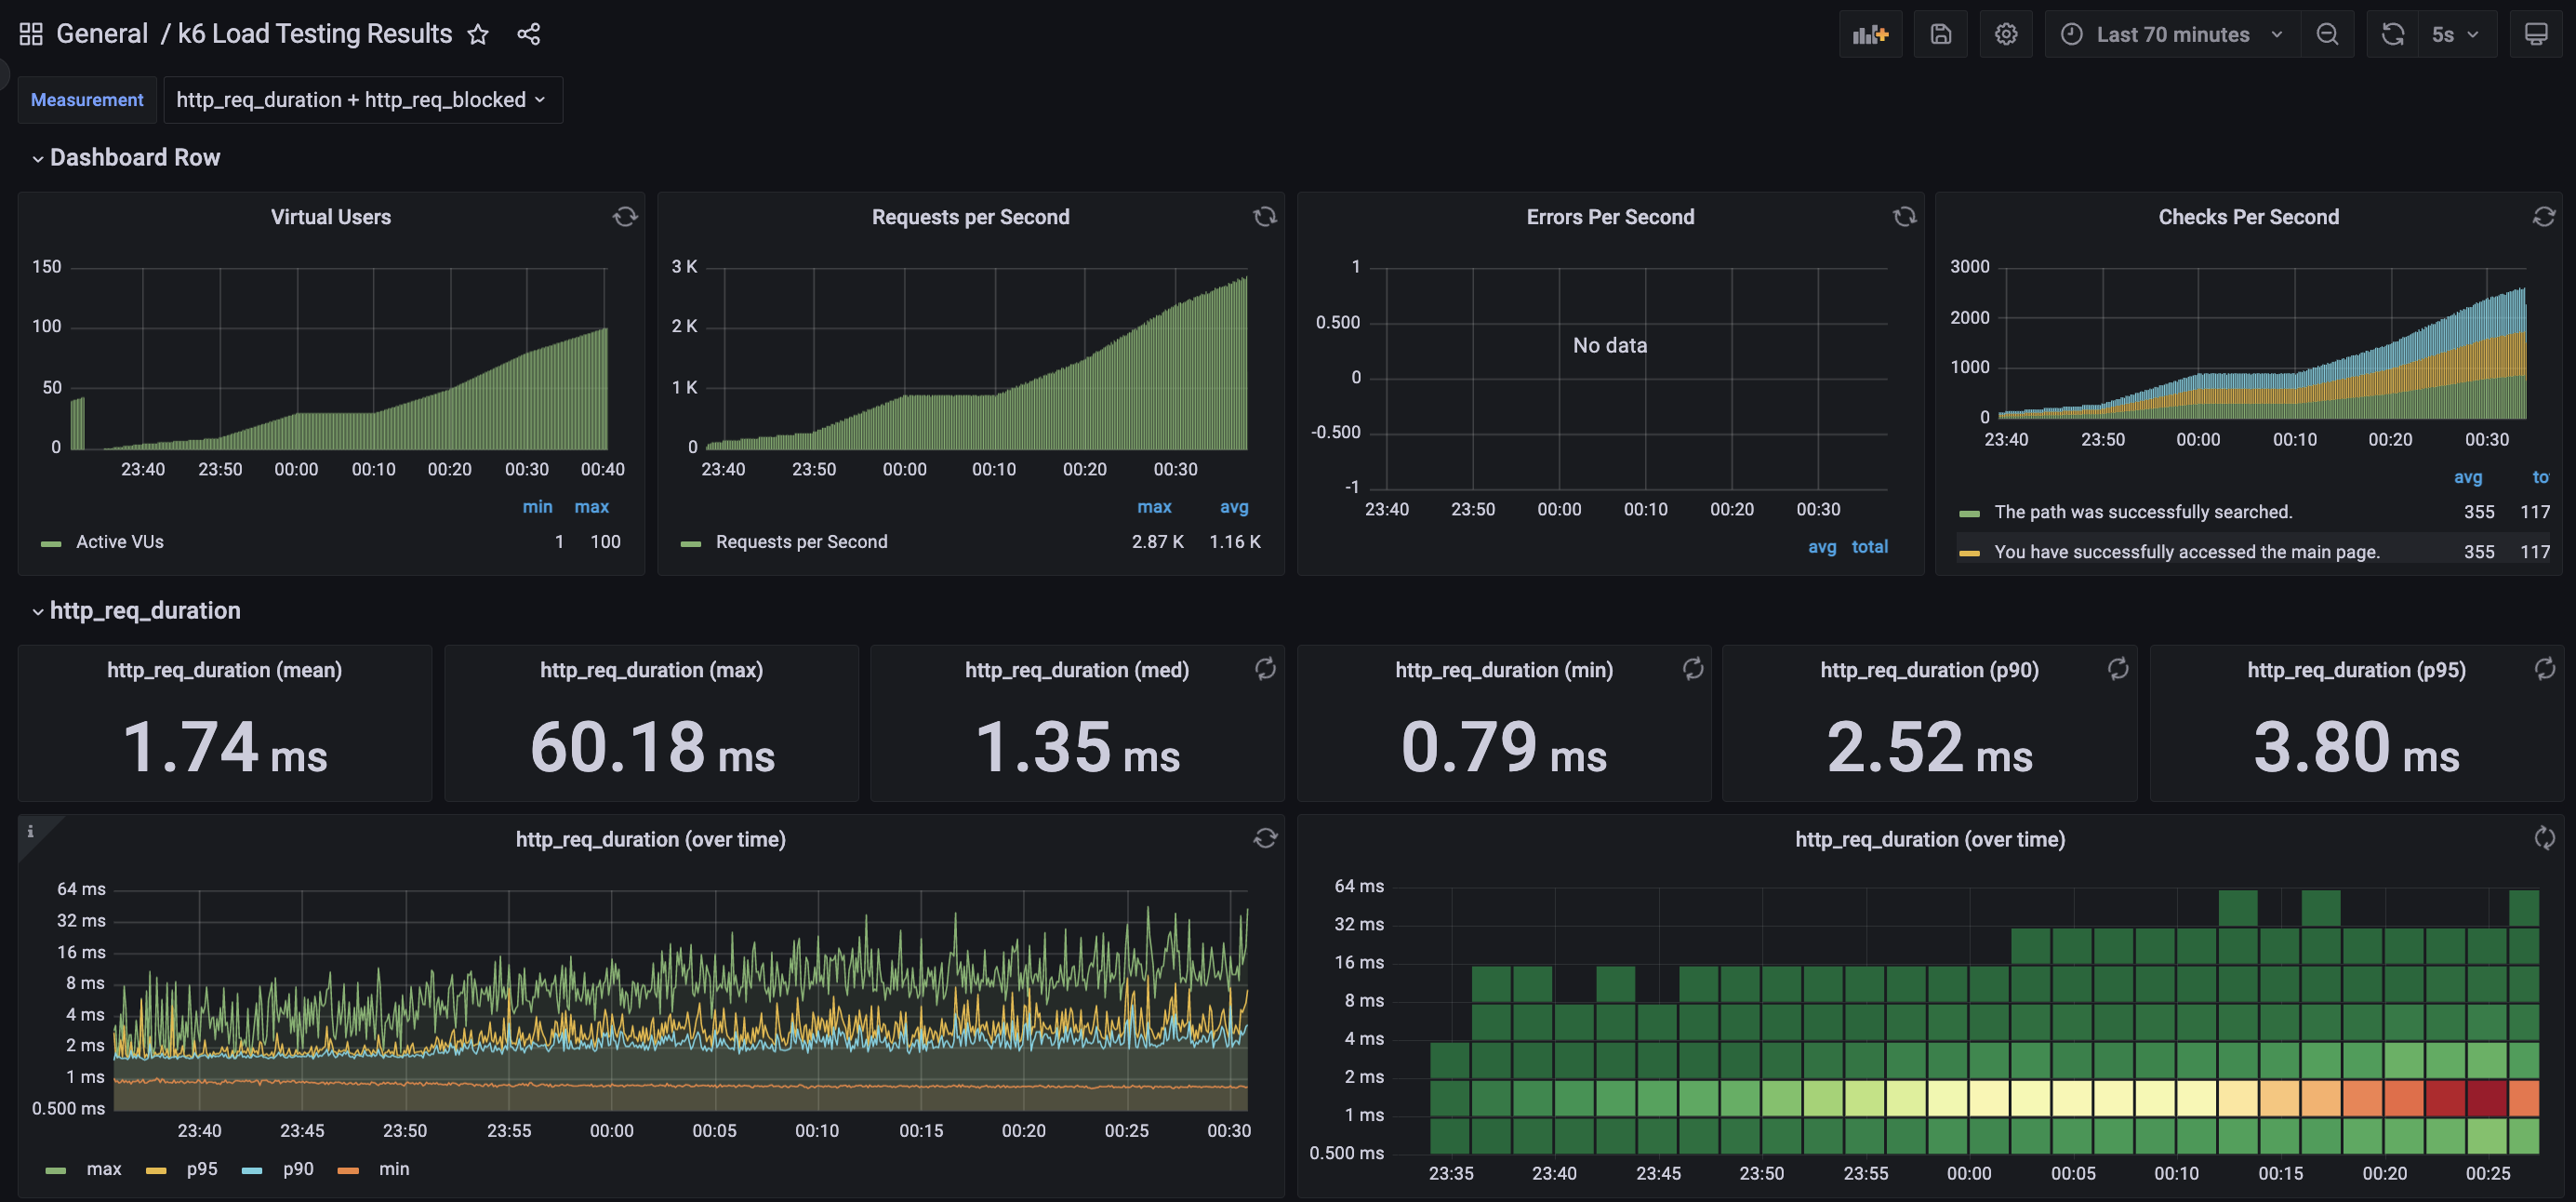 General / k6 Load Testing Results
Last 70 minutes
5s
Measurement
http_req_duration + http_req_blocked
Dashboard Row
Virtual Users
150
100
50
0
23:40 23:50 00:00 00:10 00:20 00:30 00:40
min max
Active VUs 1 100
Requests per Second
3 K
2 K
1 K
0
23:40 23:50 00:00 00:10 00:20 00:30
max avg
Requests per Second 2.87 K 1.16 K
Errors Per Second
1
0.500
0
-0.500
-1
No data
23:40 23:50 00:00 00:10 00:20 00:30
avg total
Checks Per Second
3000
2000
1000
0
23:40 23:50 00:00 00:10 00:20 00:30
avg to
The path was successfully searched. 355 117
You have successfully accessed the main page. 355 117
http_req_duration
http_req_duration (mean)
1.74 ms
http_req_duration (max)
60.18 ms
http_req_duration (med)
1.35 ms
http_req_duration (min)
0.79 ms
http_req_duration (p90)
2.52 ms
http_req_duration (p95)
3.80 ms
i
http_req_duration (over time)
64 ms
32 ms
16 ms
8 ms
4 ms
2 ms
1 ms
0.500 ms
23:40 23:45 23:50 23:55 00:00 00:05 00:10 00:15 00:20 00:25 00:30
max p95 p90 min
http_req_duration (over time)
64 ms
32 ms
16 ms
8 ms
4 ms
2 ms
1 ms
0.500 ms
23:35 23:40 23:45 23:50 23:55 00:00 00:05 00:10 00:15 00:20 00:25